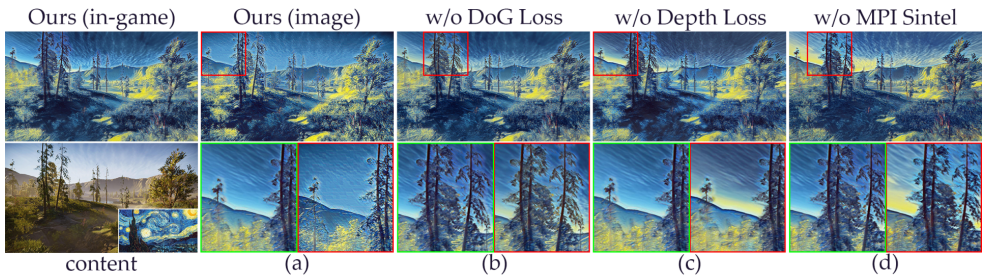 Ours (in-game) Ours (image) w/o DoG Loss w/o Depth Loss w/o MPI Sintel
content (a) (b) (c) (d)